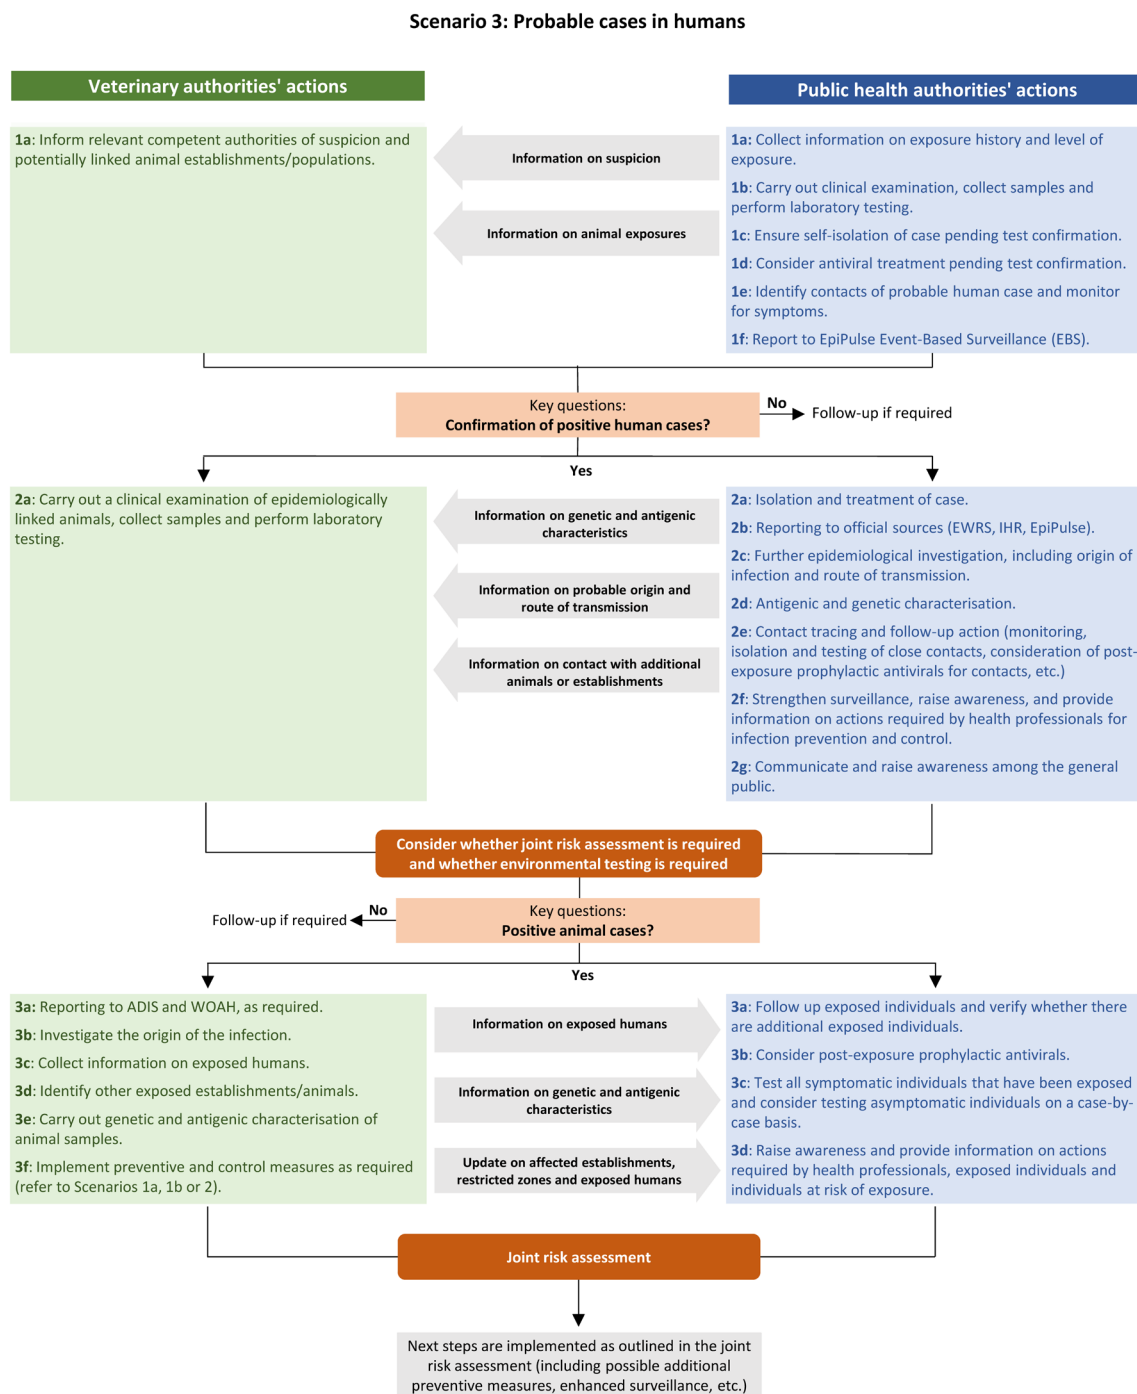 Scenario 3: Probable cases in humans
Veterinary authorities' actions
Public health authorities' actions
1a: Inform relevant competent authorities of suspicion and
potentially linked animal establishments/populations.
Information on suspicion
Information on animal exposures
1a: Collect information on exposure history and level of
exposure.
1b: Carry out clinical examination, collect samples and
perform laboratory testing.
1c: Ensure self-isolation of case pending test confirmation.
1d: Consider antiviral treatment pending test confirmation.
1e: Identify contacts of probable human case and monitor
for symptoms.
1f: Report to EpiPulse Event-Based Surveillance (EBS).
Key questions:
Confirmation of positive human cases?
No
Follow-up if required
Yes
2a: Carry out a clinical examination of epidemiologically
linked animals, collect samples and perform laboratory
testing.
Information on genetic and antigenic
characteristics
Information on probable origin and
route of transmission
Information on contact with additional
animals or establishments
2a: Isolation and treatment of case.
2b: Reporting to official sources (EWRS, IHR, EpiPulse).
2c: Further epidemiological investigation, including origin of
infection and route of transmission.
2d: Antigenic and genetic characterisation.
2e: Contact tracing and follow-up action (monitoring,
isolation and testing of close contacts, consideration of post-
exposure prophylactic antivirals for contacts, etc.)
2f: Strengthen surveillance, raise awareness, and provide
information on actions required by health professionals for
infection prevention and control.
2g: Communicate and raise awareness among the general
public.
Consider whether joint risk assessment is required
and whether environmental testing is required
Key questions:
Positive animal cases?
No
Follow-up if required
Yes
3a: Reporting to ADIS and WOAH, as required.
3b: Investigate the origin of the infection.
3c: Collect information on exposed humans.
3d: Identify other exposed establishments/animals.
3e: Carry out genetic and antigenic characterisation of
animal samples.
3f: Implement preventive and control measures as required
(refer to Scenarios 1a, 1b or 2).
Information on exposed humans
Information on genetic and antigenic
characteristics
Update on affected establishments,
restricted zones and exposed humans
3a: Follow up exposed individuals and verify whether there
are additional exposed individuals.
3b: Consider post-exposure prophylactic antivirals.
3c: Test all symptomatic individuals that have been exposed
and consider testing asymptomatic individuals on a case-by-
case basis.
3d: Raise awareness and provide information on actions
required by health professionals, exposed individuals and
individuals at risk of exposure.
Joint risk assessment
Next steps are implemented as outlined in the joint
risk assessment (including possible additional
preventive measures, enhanced surveillance, etc.)